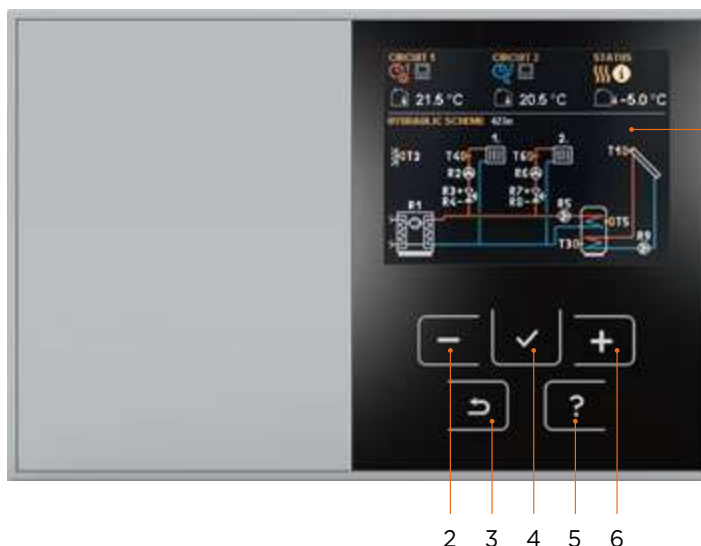 CIRCUIT 1 CIRCUIT 2 STATUS
21.5 °C 20.5 °C -5.0 °C
HYDRAULIC SCHEME
1. 2.
T2 T4 T6 T1
R2 R6
R3+ R7+
R4- R8- R5
R1 T5
T3 R9
?
2 3 4 5 6